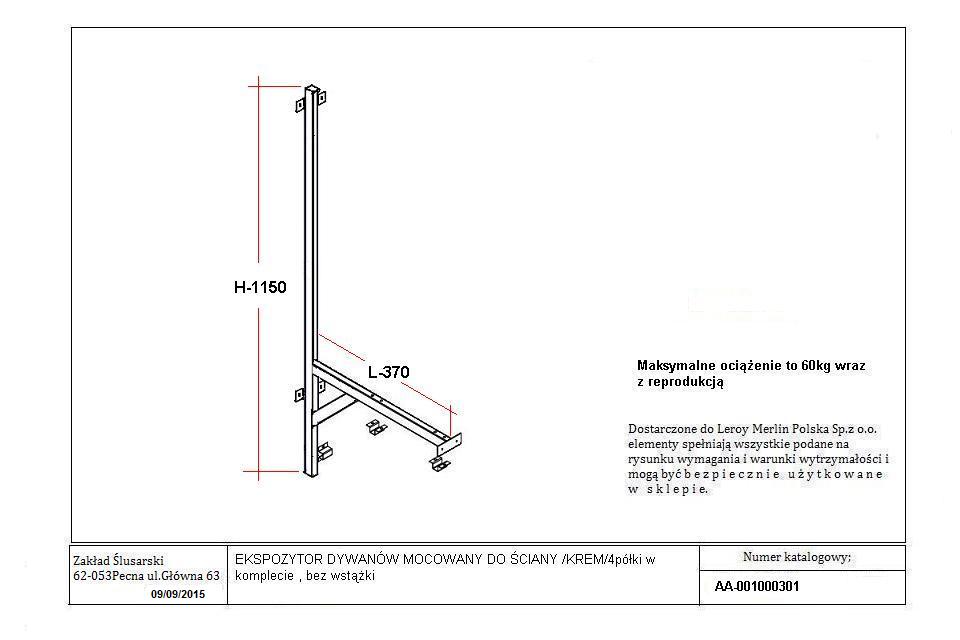 H-1150
L-370
Maksymalne ociążenie to 60kg wraz
z reprodukcją
Dostarczone do Leroy Merlin Polska Sp.z o.o.
elementy spełniają wszystkie podane na
rysunku wymagania i warunki wytrzymałości i
mogą być b e z p i e c z n i e   u ż y t k o w a n e
w   s k l e p i e.
Zakład Ślusarski
62-053Pecna ul.Główna 63
09/09/2015
EKSPOZYTOR DYWANÓW MOCOWANY DO ŚCIANY /KREM/4półki w
komplecie , bez wstążki
Numer katalogowy;
AA-001000301